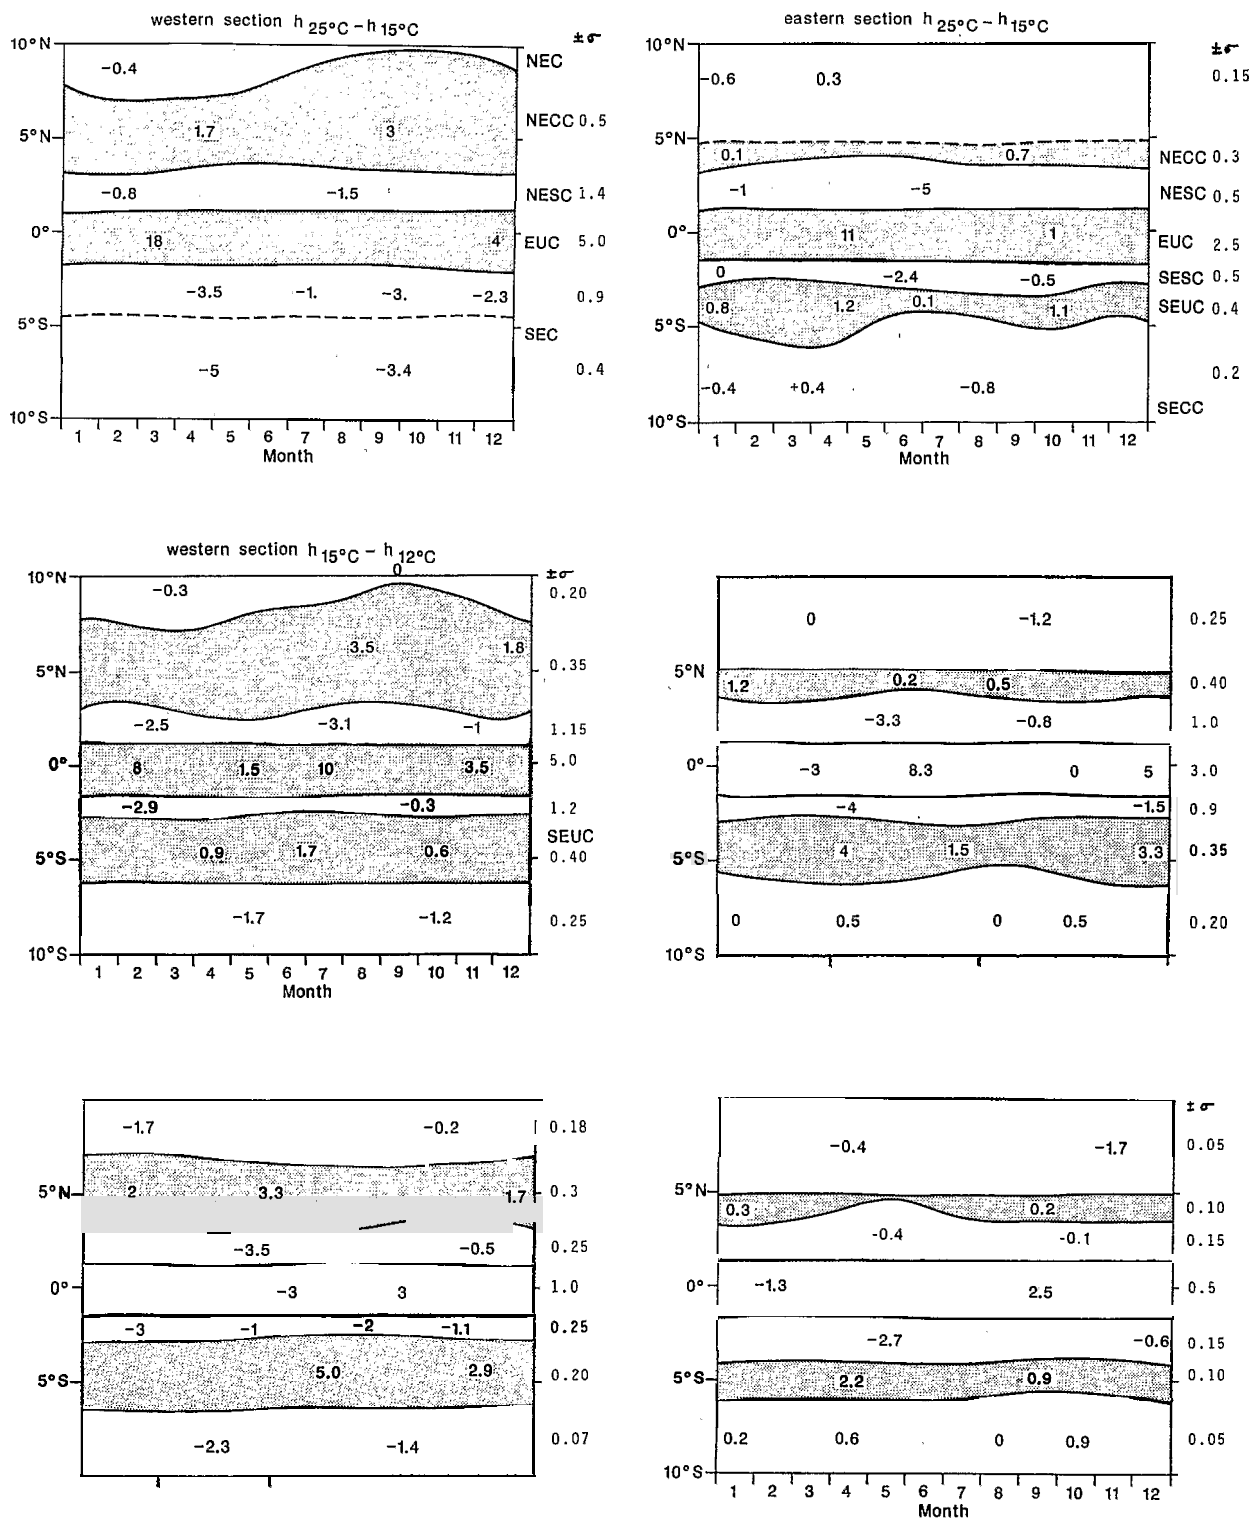 western section h 25°C – h 15°C
±σ
10°N
NEC
−0.4
5°N
1.7
3
NECC 0.5
−0.8
−1.5
NESC 1.4
0°
18
4
EUC 5.0
−3.5
−1.
−3.
−2.3
0.9
5°S
SEC
−5
−3.4
0.4
10°S
1 2 3 4 5 6 7 8 9 10 11 12
Month
eastern section h 25°C – h 15°C
±σ
10°N
−0.6
0.3
0.15
5°N
0.1
0.7
NECC 0.3
−1
−5
NESC 0.5
0°
11
1
EUC 2.5
0
−2.4
−0.5
SESC 0.5
0.8
1.2
0.1
1.1
SEUC 0.4
5°S
−0.4
+0.4
−0.8
0.2
SECC
10°S
1 2 3 4 5 6 7 8 9 10 11 12
Month
western section h 15°C – h 12°C
0
±σ
10°N
−0.3
0.20
3.5
1.8
5°N
0.35
−2.5
−3.1
−1
1.15
0°
8
1.5
10
3.5
5.0
−2.9
−0.3
1.2
SEUC
5°S
0.9
1.7
0.6
0.40
−1.7
−1.2
0.25
10°S
1 2 3 4 5 6 7 8 9 10 11 12
Month
0
−1.2
0.25
5°N
1.2
0.2
0.5
0.40
−3.3
−0.8
1.0
0°
−3
8.3
0
5
3.0
−4
−1.5
0.9
5°S
4
1.5
3.3
0.35
0
0.5
0
0.5
0.20
10°S
−1.7
−0.2
0.18
5°N
2
3.3
1.7
0.3
−3.5
−0.5
0.25
0°
−3
3
1.0
−3
−1
−2
−1.1
0.25
5°S
5.0
2.9
0.20
−2.3
−1.4
0.07
±σ
−0.4
−1.7
0.05
5°N
0.3
0.2
0.10
-0.4
-0.1
0.15
0°
−1.3
2.5
0.5
−2.7
−0.6
0.15
5°S
2.2
0.9
0.10
0.2
0.6
0
0.9
0.05
10°S
1 2 3 4 5 6 7 8 9 10 11 12
Month